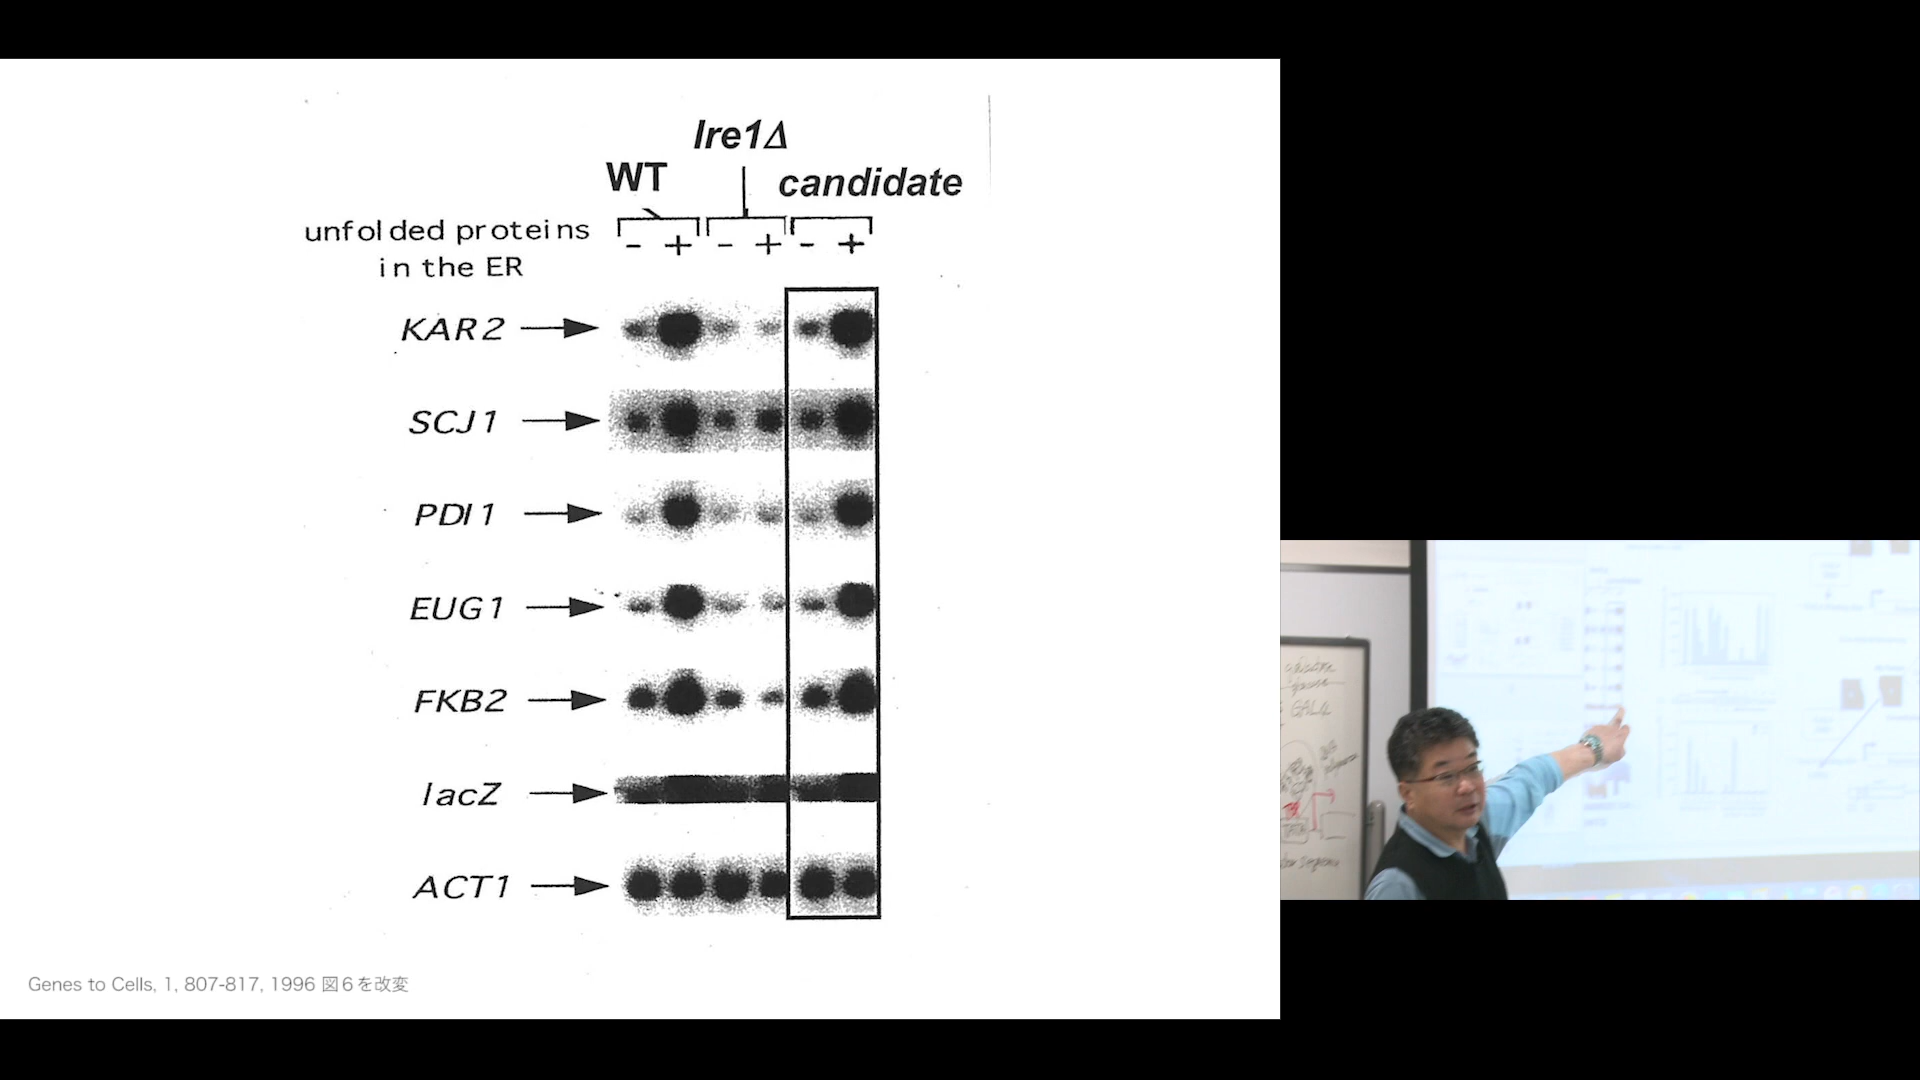 Ire1Δ
WT
candidate
unfolded proteins
in the ER
- + - + - +
KAR2
SCJ1
PDI1
EUG1
FKB2
lacZ
ACT1
Genes to Cells, 1, 807-817, 1996 図6を改変
GAL4